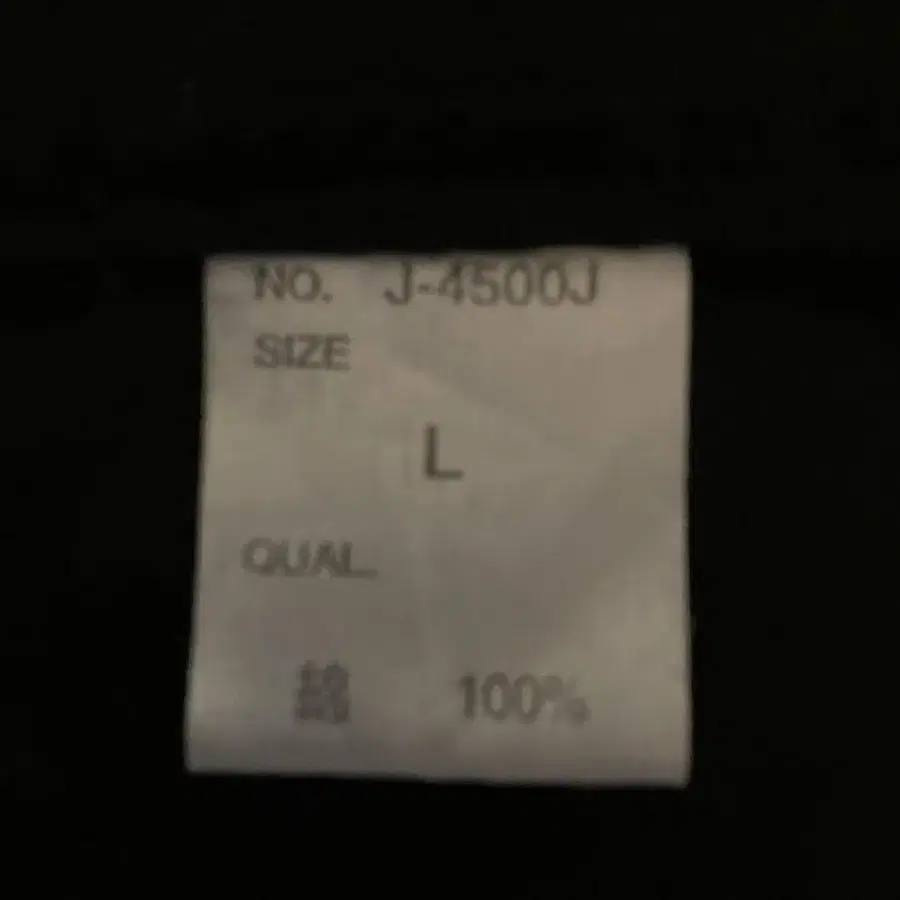 NO. J-4500J
SIZE
L
QUAL.
綿 100%